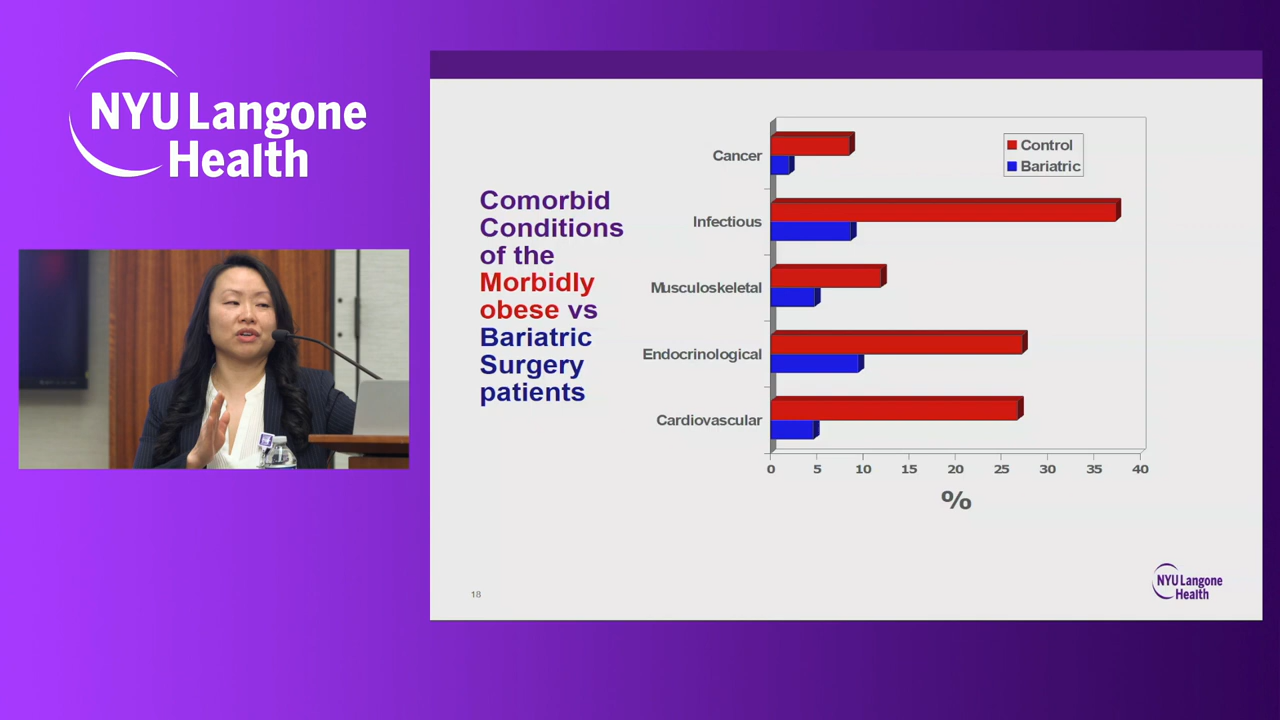 NYU Langone
Health
Comorbid
Conditions
of the
Morbidly
obese vs
Bariatric
Surgery
patients
Control
Bariatric
Cancer
Infectious
Musculoskeletal
Endocrinological
Cardiovascular
0 5 10 15 20 25 30 35 40
%
18
NYU Langone
Health